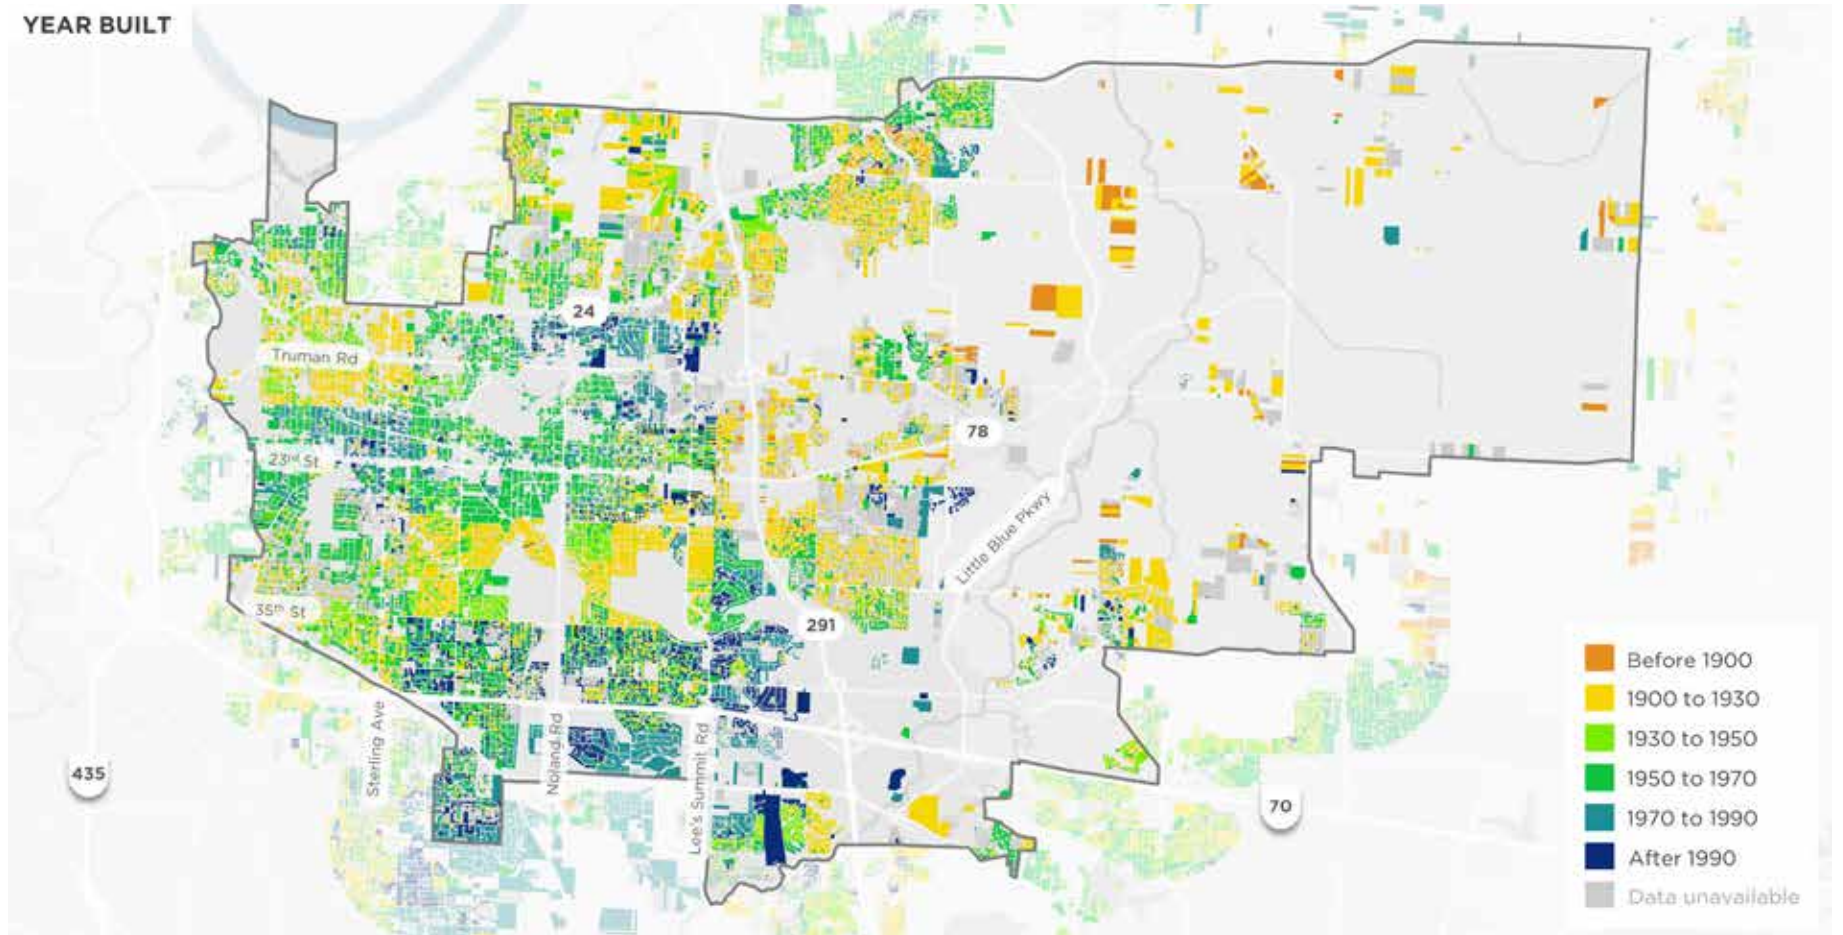 YEAR BUILT
24
Truman Rd
78
23rd St
Little Blue Pkwy
35th St
291
Sterling Ave
Noland Rd
Lee's Summit Rd
435
70
Before 1900
1900 to 1930
1930 to 1950
1950 to 1970
1970 to 1990
After 1990
Data unavailable